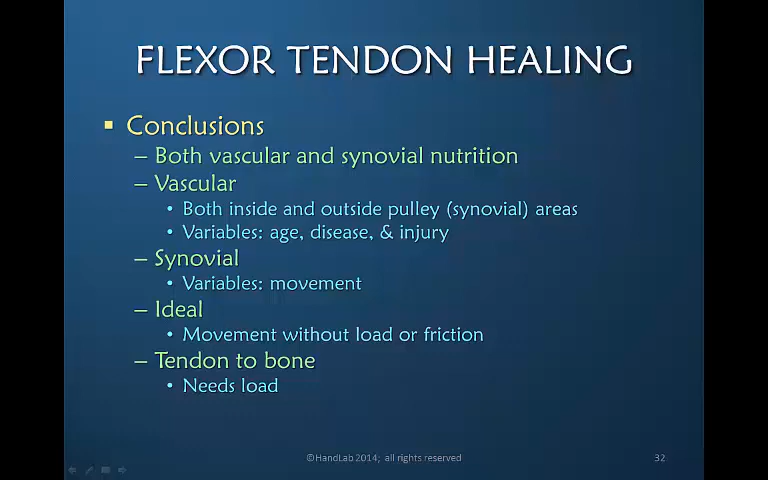 FLEXOR TENDON HEALING
▪ Conclusions
– Both vascular and synovial nutrition
– Vascular
• Both inside and outside pulley (synovial) areas
• Variables: age, disease, & injury
– Synovial
• Variables: movement
– Ideal
• Movement without load or friction
– Tendon to bone
• Needs load
©HandLab 2014; all rights reserved
32